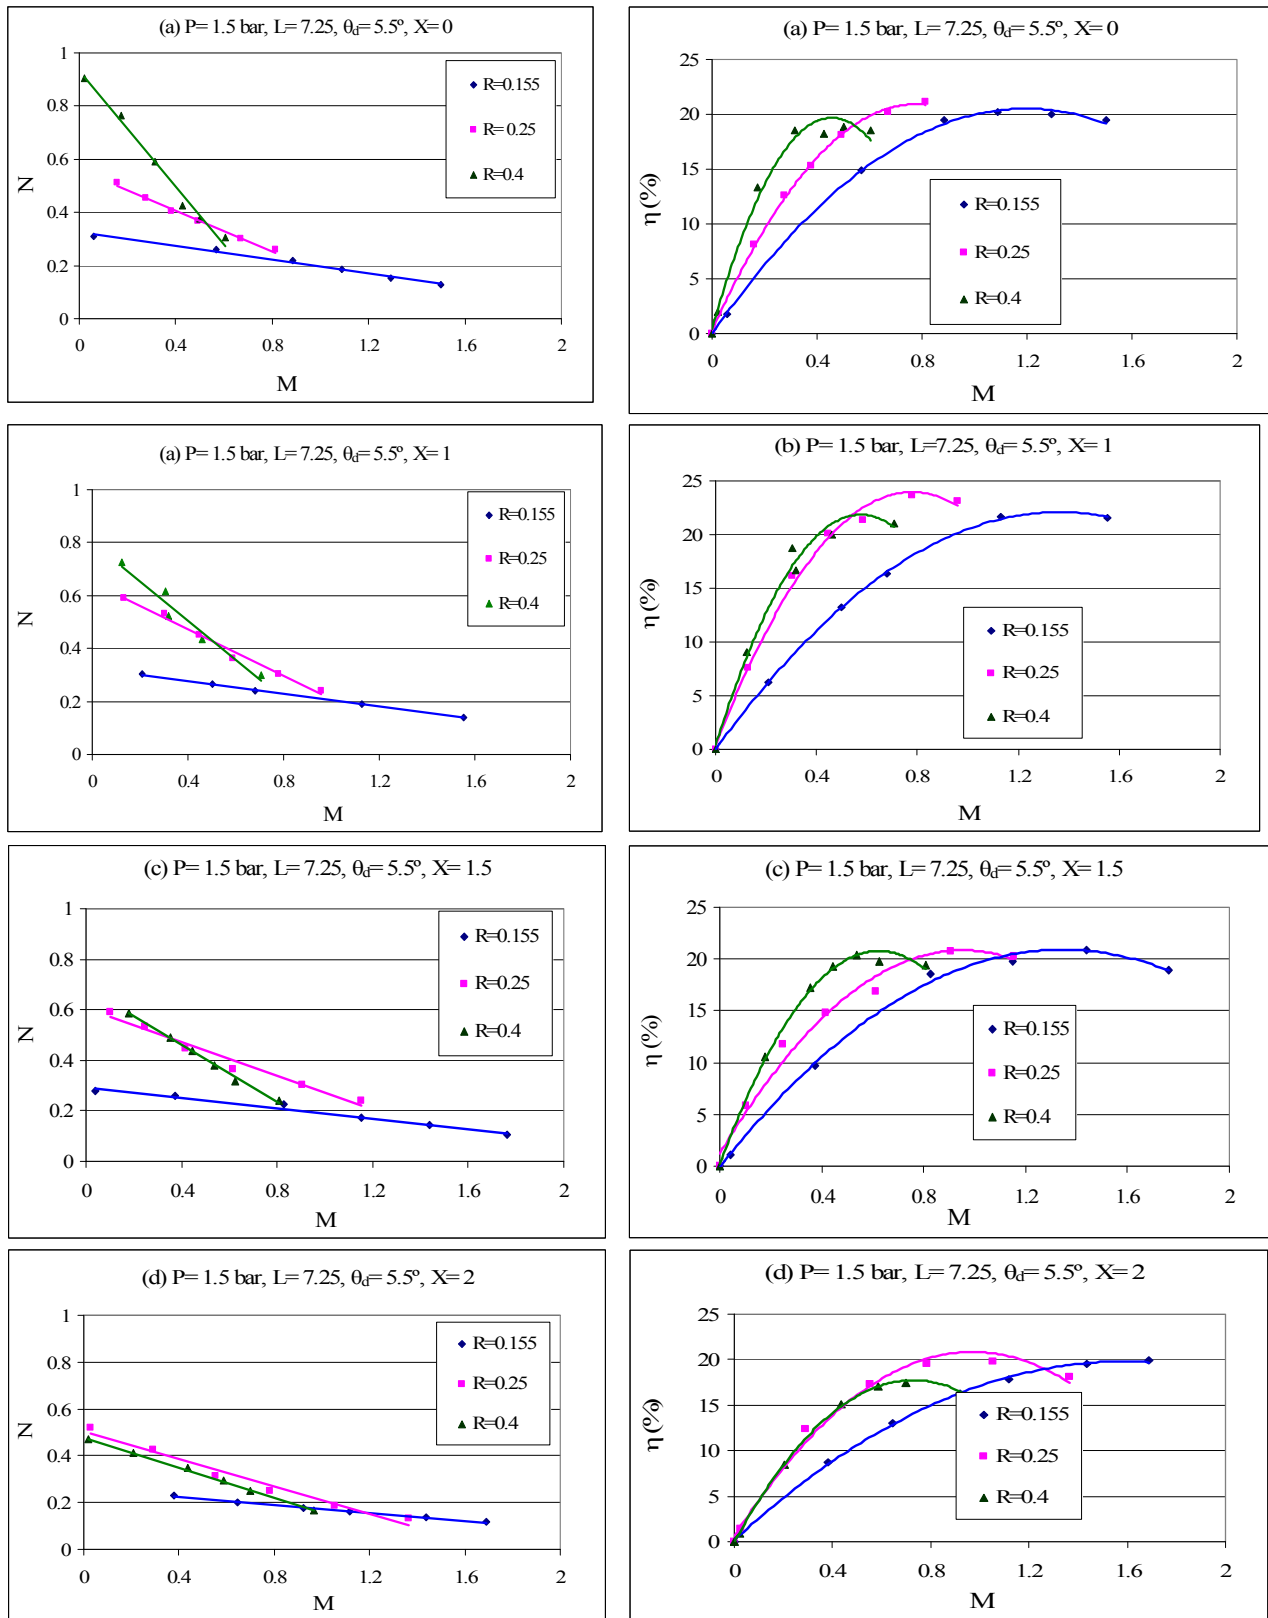 (a) P= 1.5 bar, L= 7.25, θd= 5.5º, X= 0
1
0.8
0.6
0.4
0.2
0
N
0 0.4 0.8 1.2 1.6 2
M
R=0.155
R= 0.25
R=0.4
(a) P= 1.5 bar, L= 7.25, θd= 5.5º, X= 0
25
20
15
10
5
0
η (%)
0 0.4 0.8 1.2 1.6 2
M
R=0.155
R=0.25
R=0.4
(a) P= 1.5 bar, L= 7.25, θd= 5.5º, X= 1
1
0.8
0.6
0.4
0.2
0
N
0 0.4 0.8 1.2 1.6 2
M
R=0.155
R=0.25
R=0.4
(b) P= 1.5 bar, L=7.25, θd= 5.5º, X= 1
25
20
15
10
5
0
η (%)
0 0.4 0.8 1.2 1.6 2
M
R=0.155
R=0.25
R=0.4
(c) P= 1.5 bar, L= 7.25, θd= 5.5º, X= 1.5
1
0.8
0.6
0.4
0.2
0
N
0 0.4 0.8 1.2 1.6 2
M
R=0.155
R=0.25
R=0.4
(c) P= 1.5 bar, L= 7.25, θd= 5.5º, X= 1.5
25
20
15
10
5
0
η (%)
0 0.4 0.8 1.2 1.6 2
M
R=0.155
R=0.25
R=0.4
(d) P= 1.5 bar, L= 7.25, θd= 5.5º, X= 2
1
0.8
0.6
0.4
0.2
0
N
0 0.4 0.8 1.2 1.6 2
M
R=0.155
R=0.25
R=0.4
(d) P= 1.5 bar, L= 7.25, θd= 5.5º, X= 2
25
20
15
10
5
0
η (%)
0 0.4 0.8 1.2 1.6 2
M
R=0.155
R=0.25
R=0.4